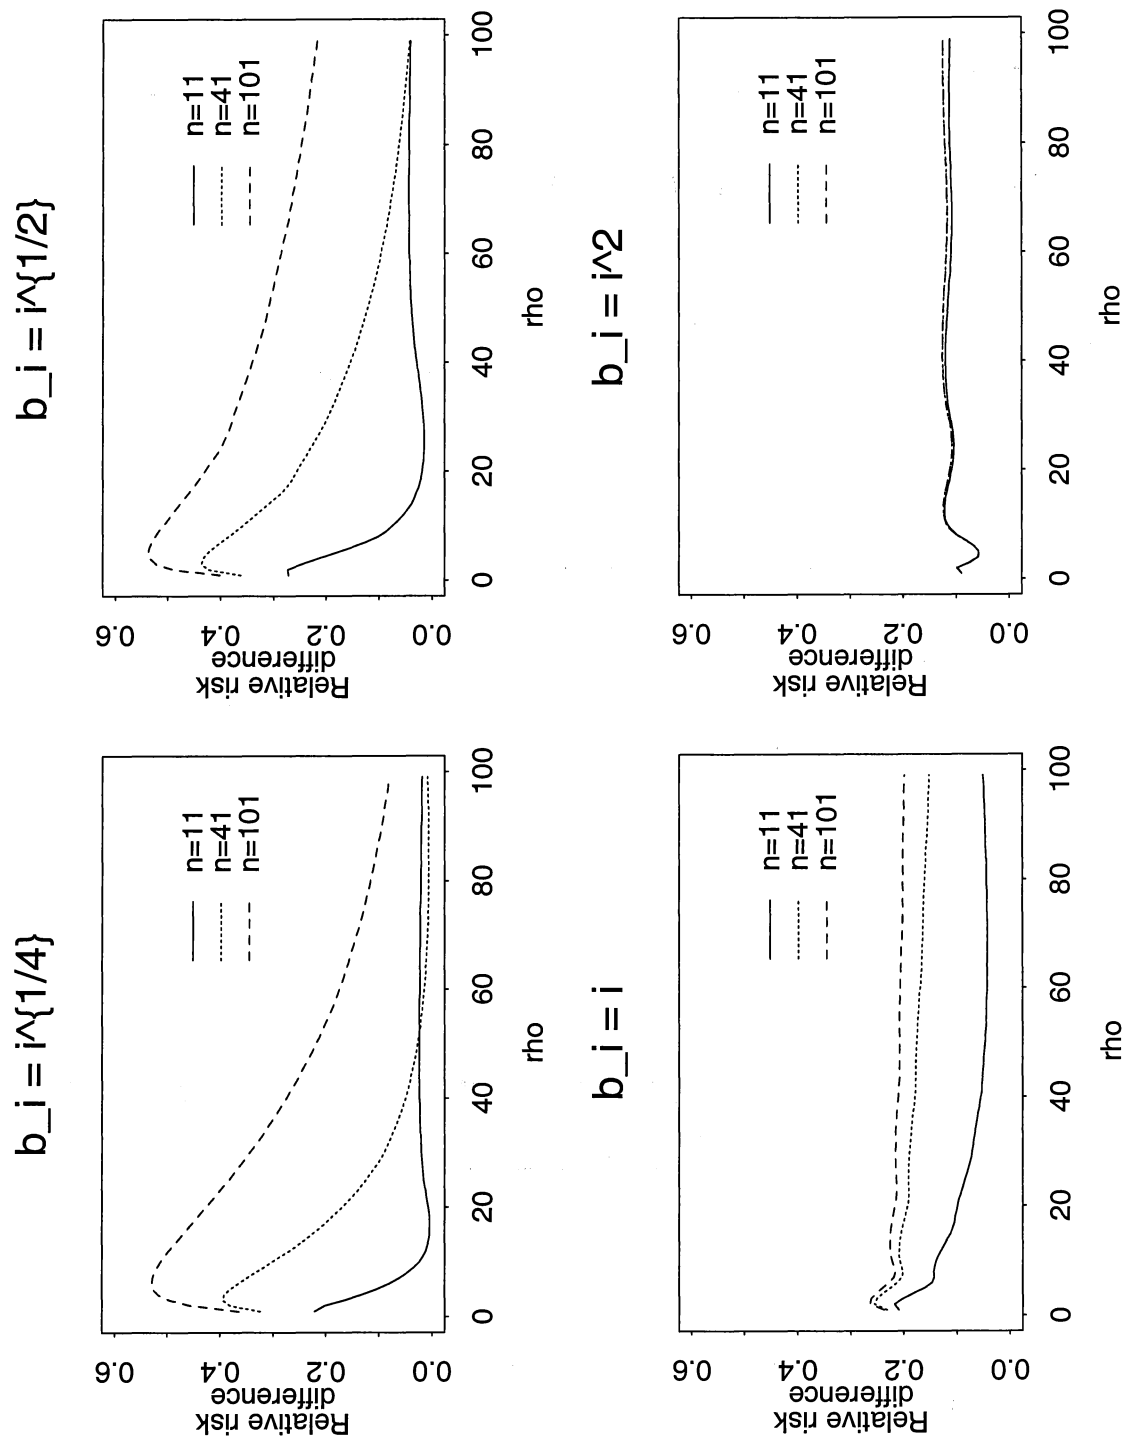 b_i = i^{1/4}
Relative risk
difference
0.6
0.4
0.2
0.0
n=11
n=41
n=101
0 20 40 60 80 100
rho
b_i = i^{1/2}
Relative risk
difference
0.6
0.4
0.2
0.0
n=11
n=41
n=101
0 20 40 60 80 100
rho
b_i = i
Relative risk
difference
0.6
0.4
0.2
0.0
n=11
n=41
n=101
0 20 40 60 80 100
rho
b_i = i^2
Relative risk
difference
0.6
0.4
0.2
0.0
n=11
n=41
n=101
0 20 40 60 80 100
rho